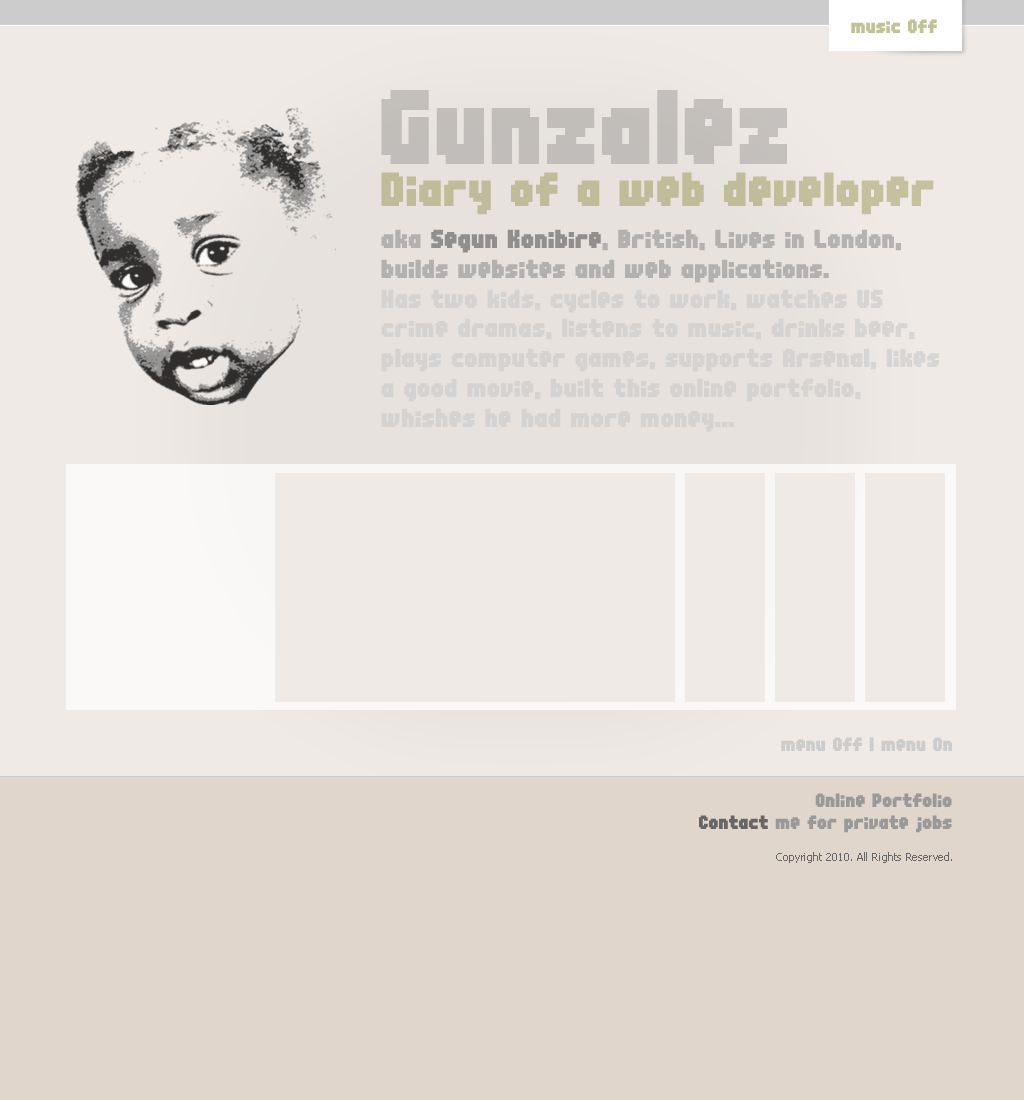 music Off
Gunzalez
Diary of a web developer
aka Segun Konibire, British, Lives in London,
builds websites and web applications.
Has two kids, cycles to work, watches US
crime dramas, listens to music, drinks beer,
plays computer games, supports Arsenal, likes
a good movie, built this online portfolio,
whishes he had more money...
menu Off | menu On
Online Portfolio
Contact me for private jobs
Copyright 2010. All Rights Reserved.